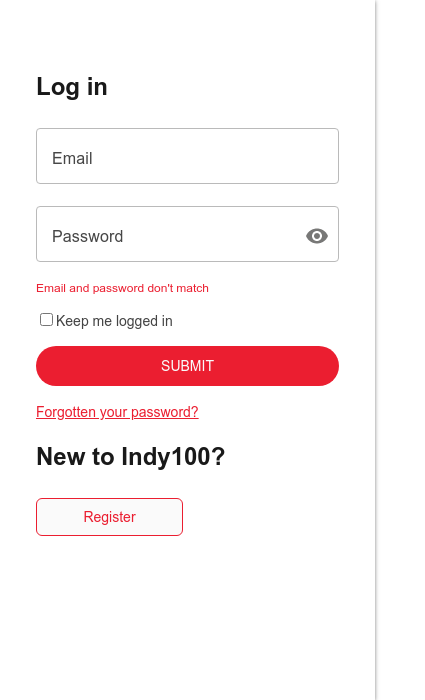 Log in
Email
Password
Email and password don't match
Keep me logged in
SUBMIT
Forgotten your password?
New to Indy100?
Register